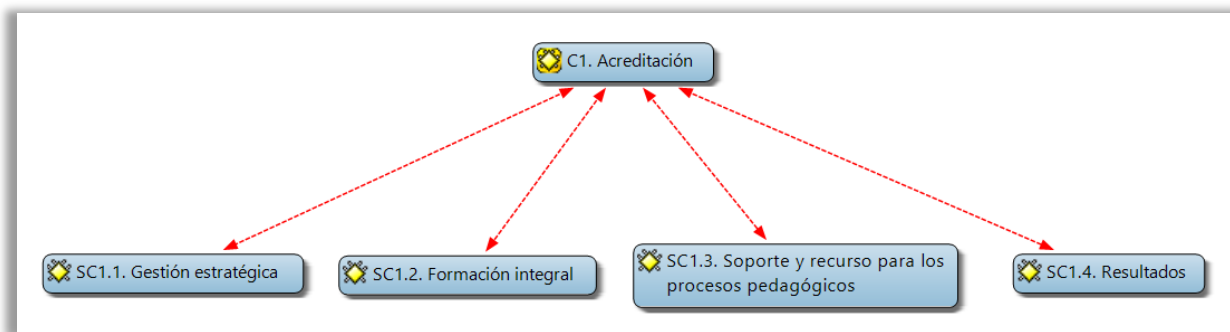 C1. Acreditación
SC1.1. Gestión estratégica
SC1.2. Formación integral
SC1.3. Soporte y recurso para los
procesos pedagógicos
SC1.4. Resultados